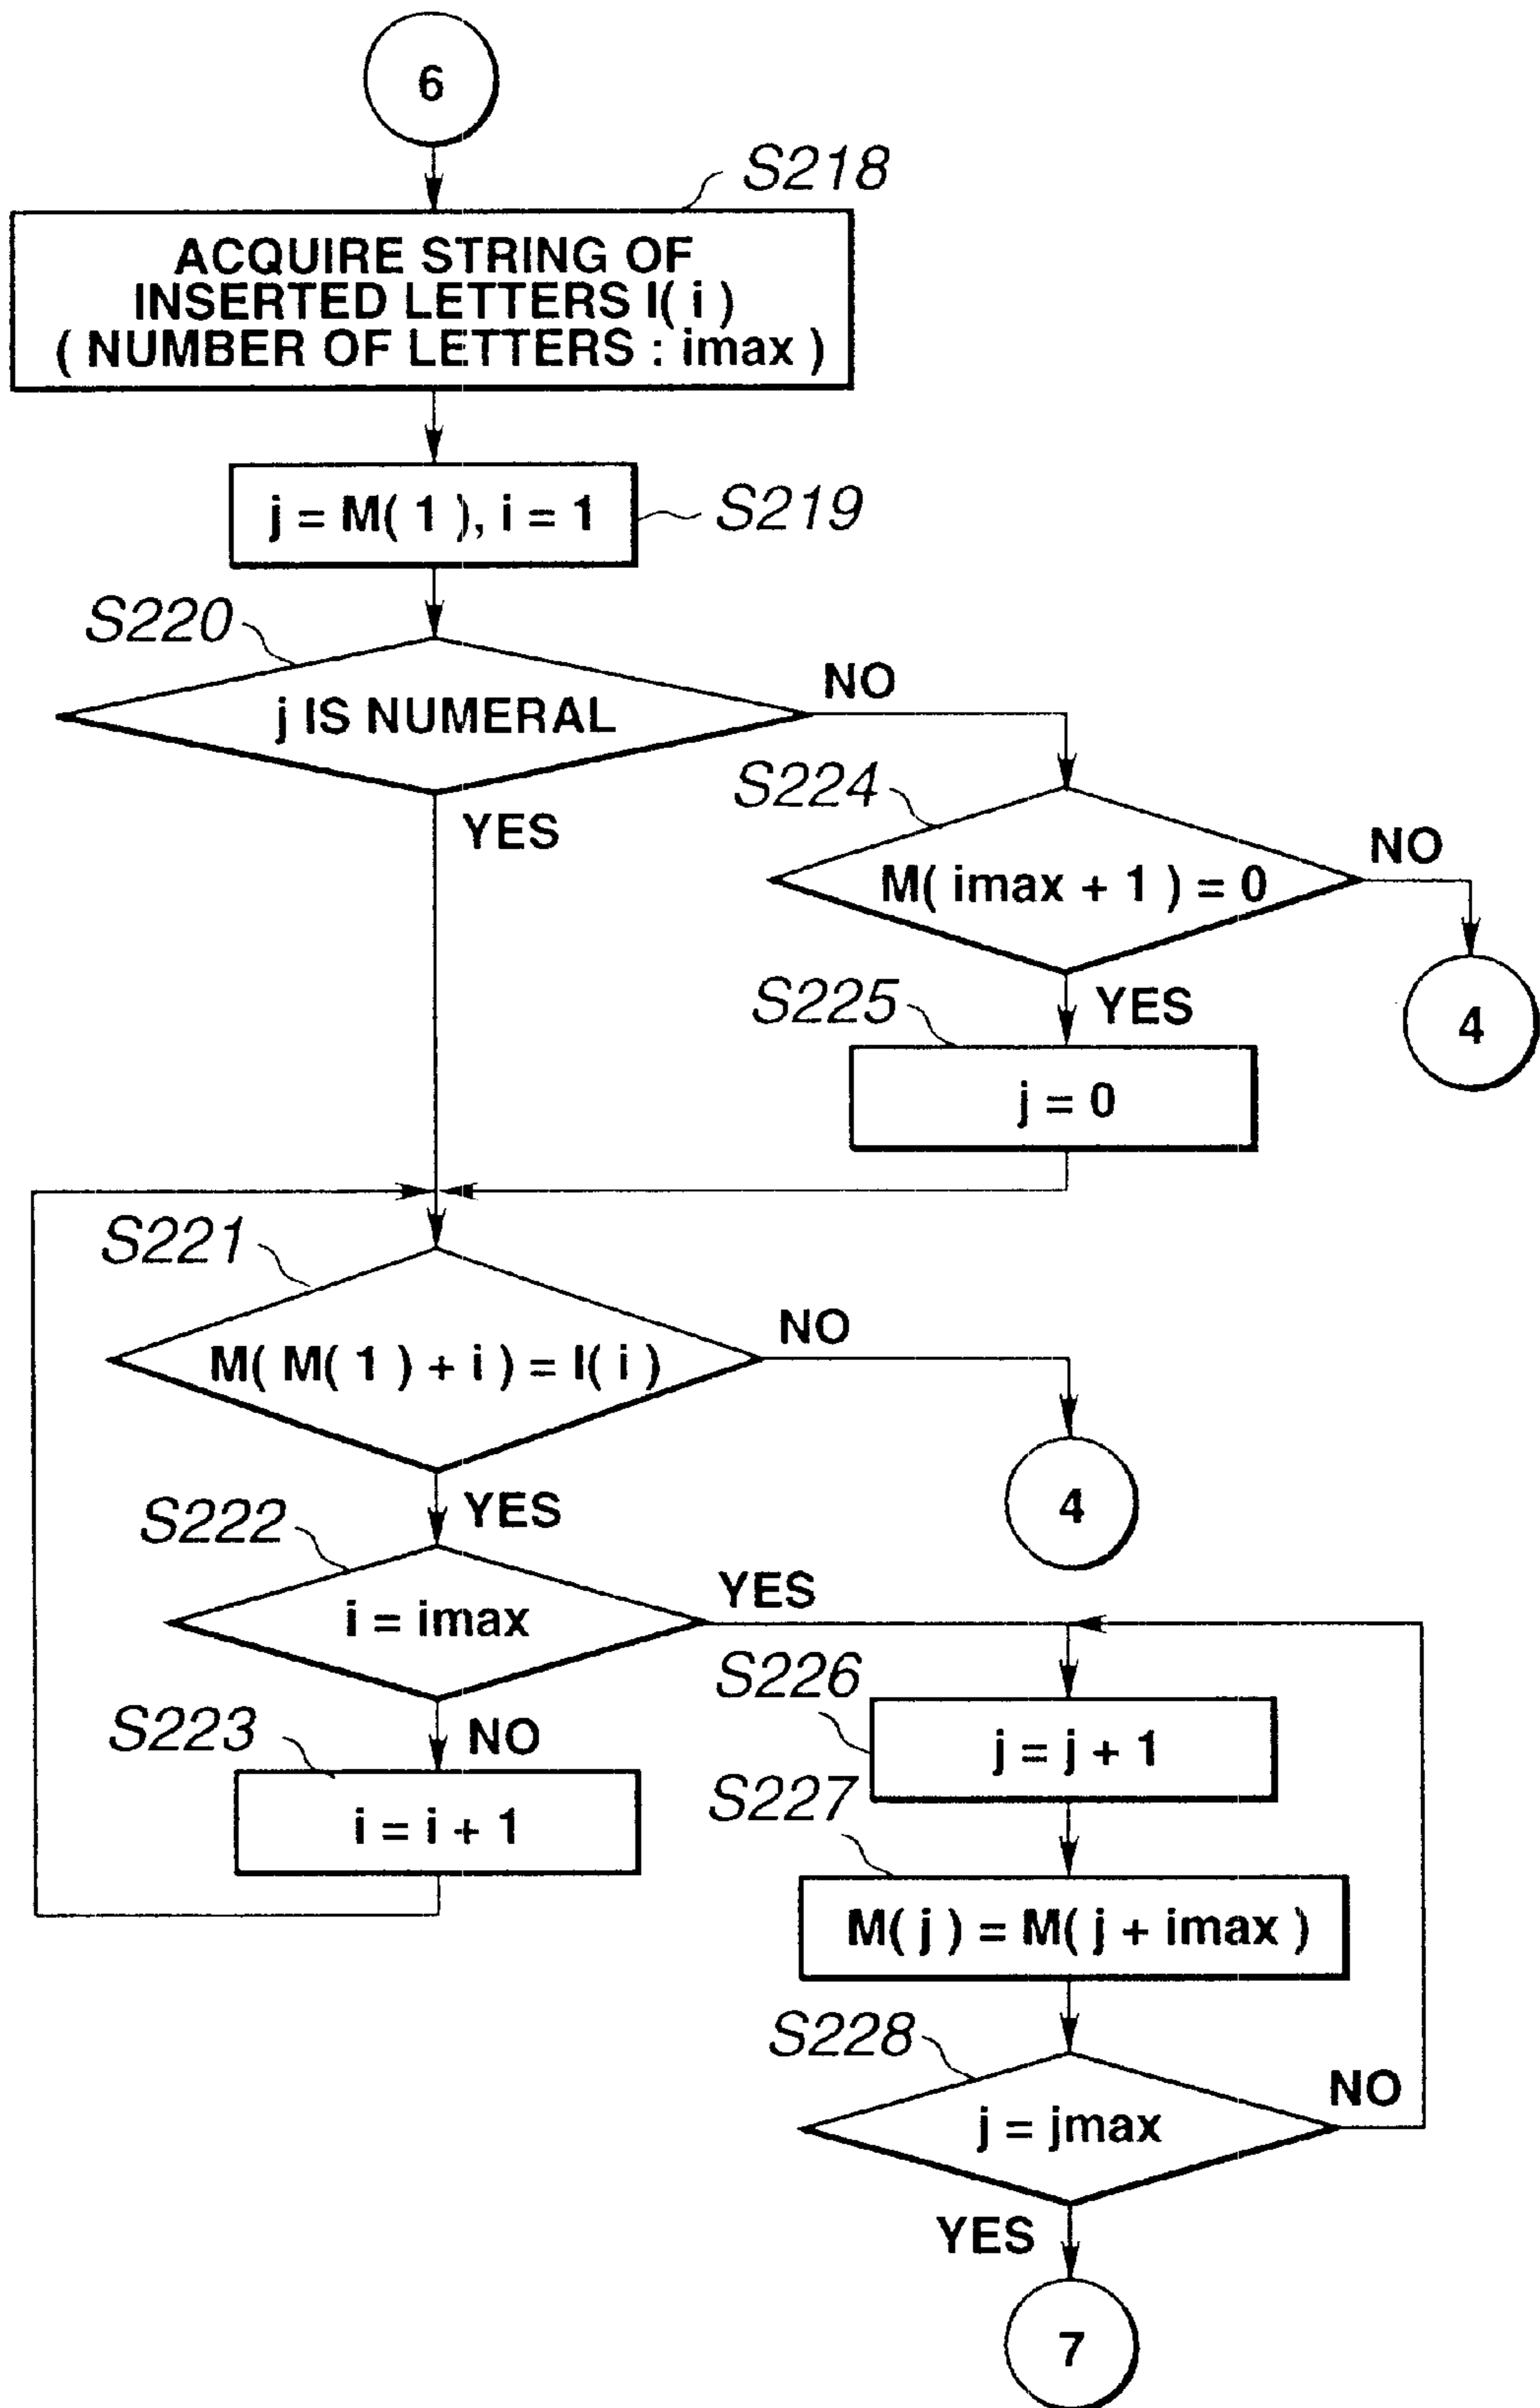 6
S218
ACQUIRE STRING OF
INSERTED LETTERS I( i )
( NUMBER OF LETTERS : imax )
j = M( 1 ), i = 1
S219
S220
j IS NUMERAL
NO
YES
S224
M( imax + 1 ) = 0
NO
4
S225
YES
j = 0
S221
M( M( 1 ) + i ) = I( i )
NO
4
YES
S222
i = imax
YES
S223
NO
i = i + 1
S226
j = j + 1
S227
M( j ) = M( j + imax )
S228
j = jmax
NO
YES
7